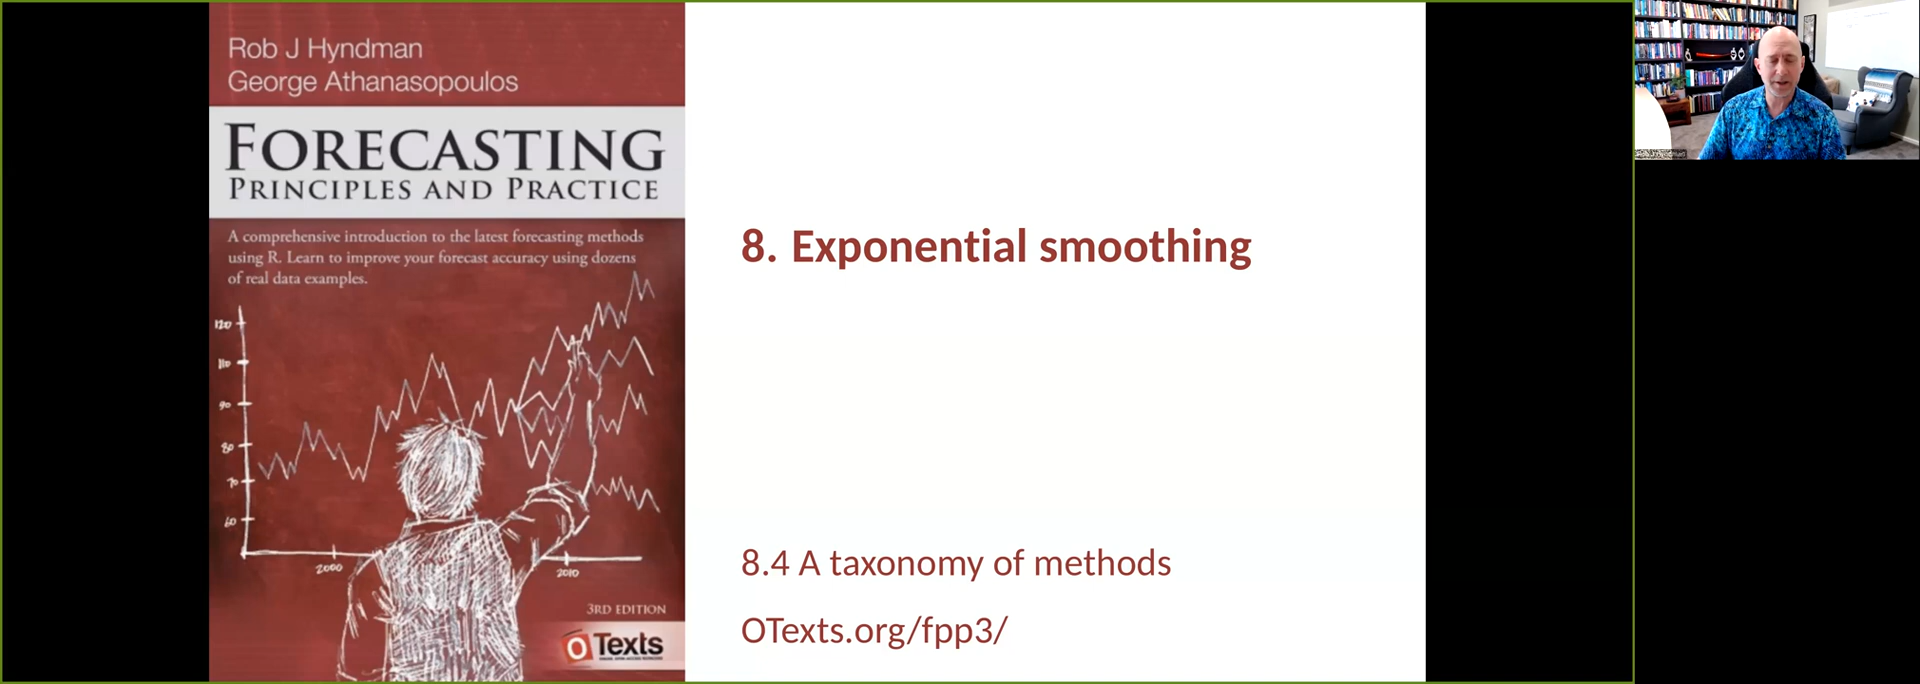 Rob J Hyndman
George Athanasopoulos
FORECASTING
PRINCIPLES AND PRACTICE
A comprehensive introduction to the latest forecasting methods
using R. Learn to improve your forecast accuracy using dozens
of real data examples.
120
110
90
80
70
60
2000
2010
3RD EDITION
OTexts
8. Exponential smoothing
8.4 A taxonomy of methods
OTexts.org/fpp3/